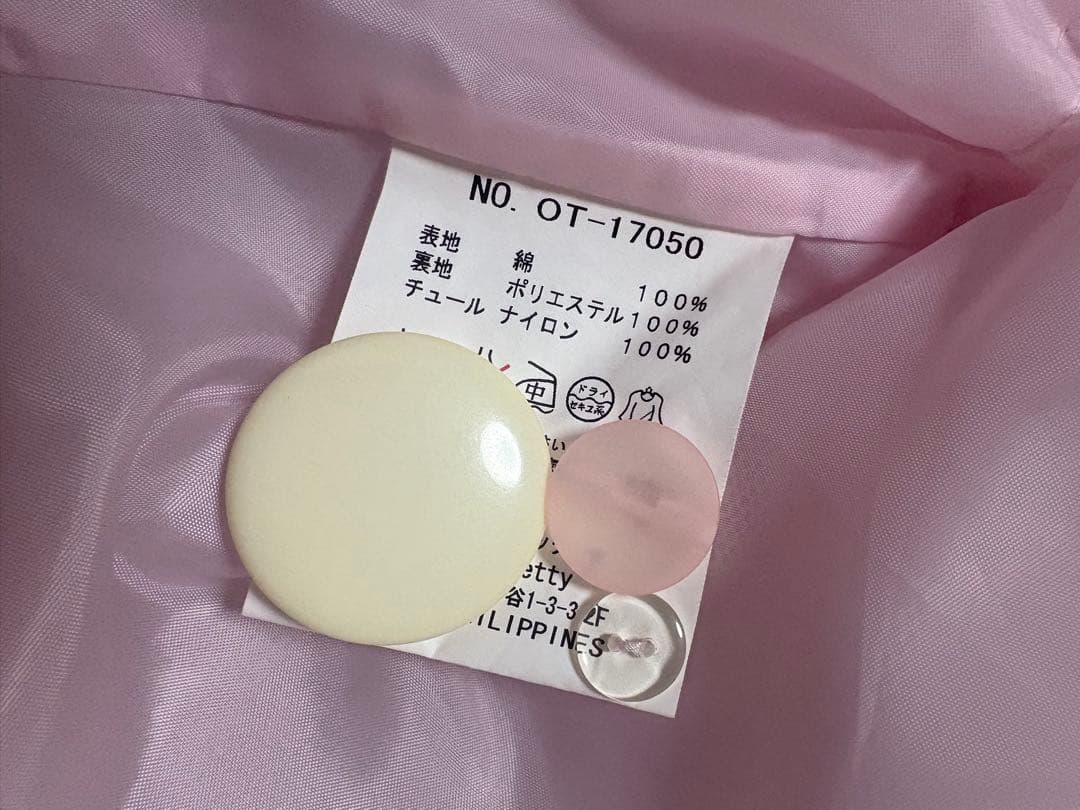 NO. OT-17050
表地 綿 100%
裏地 ポリエステル 100%
チュール ナイロン 100%
中 ドライ セキユ系
etty
谷1-3-3 2F
ILIPPINES